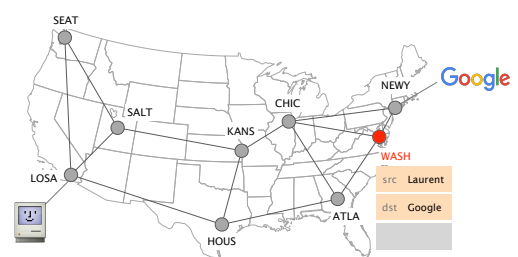 SEAT
Google
NEWY
CHIC
SALT
KANS
WASH
LOSA
src Laurent
dst Google
ATLA
HOUS